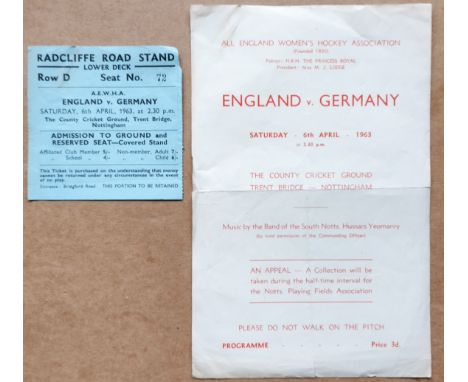 RADCLIFFE ROAD STAND
LOWER DECK
Row D Seat No. 72
A.E.W.H.A.
ENGLAND v. GERMANY
SATURDAY, 6th APRIL, 1963, at 2.30 p.m.
The County Cricket Ground, Trent Bridge,
Nottingham
ADMISSION TO GROUND and
RESERVED SEAT—Covered Stand
Affiliated Club Member 5/- Non-member: Adult 7/-
" School " 4/- " Child 6/-
This Ticket is purchased on the understanding that money
cannot be returned under any circumstances in the event
of no play.
Entrance: Bridgford Road THIS PORTION TO BE RETAINED
ALL ENGLAND WOMEN'S HOCKEY ASSOCIATION
(Founded 1895)
Patron: H.R.H. THE PRINCESS ROYAL
President: Miss M. J. LODGE
ENGLAND v. GERMANY
SATURDAY - 6th APRIL - 1963
at 2.30 p.m.
THE COUNTY CRICKET GROUND
TRENT BRIDGE — NOTTINGHAM
Music by the Band of the South Notts. Hussars Yeomanry
(by kind permission of the Commanding Officer)
AN APPEAL — A Collection will be
taken during the half-time interval for
the Notts. Playing Fields Association
PLEASE DO NOT WALK ON THE PITCH
PROGRAMME - - - - Price 3d.